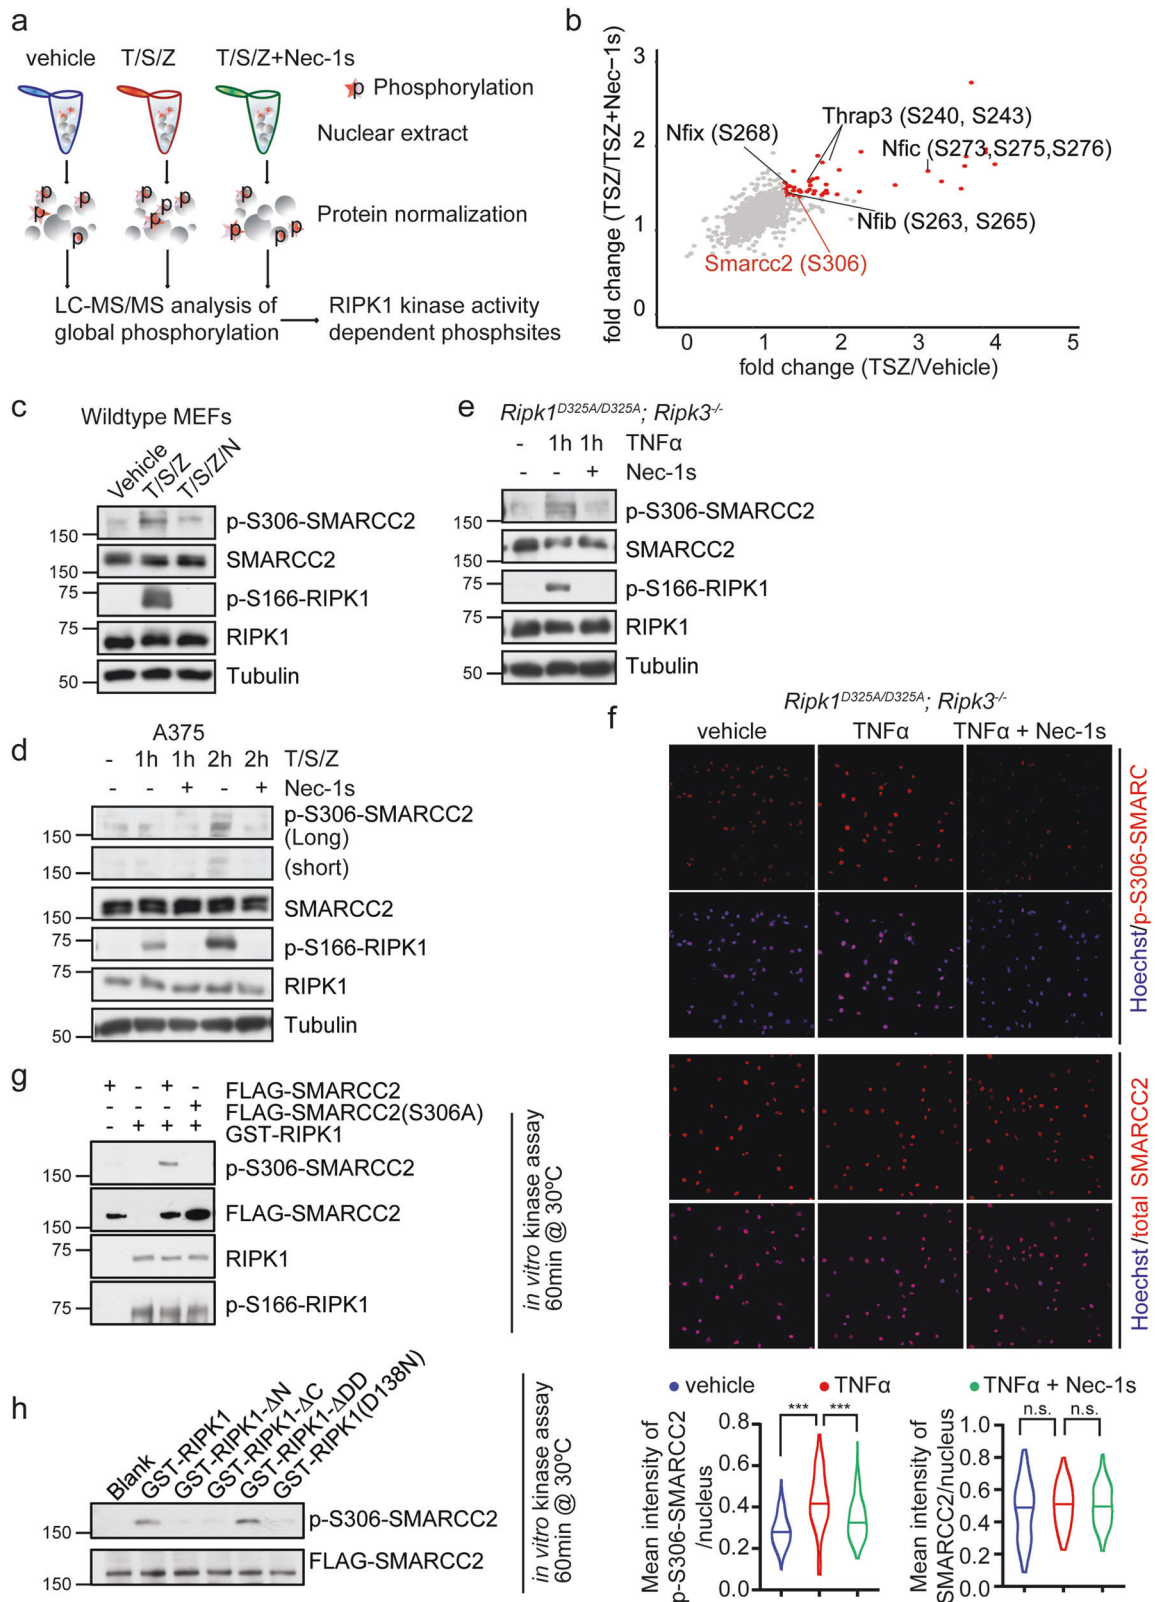 a
vehicle T/S/Z T/S/Z+Nec-1s
p Phosphorylation
Nuclear extract
p p p p p p p p p p
Protein normalization
LC-MS/MS analysis of
global phosphorylation
RIPK1 kinase activity
dependent phosphsites
b
fold change (TSZ/TSZ+Nec−1s)
3
2
1
0
Nfix (S268)
Thrap3 (S240, S243)
Nfic (S273,S275,S276)
Nfib (S263, S265)
Smarcc2 (S306)
0 1 2 3 4 5
fold change (TSZ/Vehicle)
c
Wildtype MEFs
Vehicle T/S/Z T/S/Z/N
150 p-S306-SMARCC2
150 SMARCC2
75 p-S166-RIPK1
75 RIPK1
50 Tubulin
d
A375
- 1h 1h 2h 2h T/S/Z
- - + - + Nec-1s
150 p-S306-SMARCC2
(Long)
150 (short)
150 SMARCC2
75 p-S166-RIPK1
75 RIPK1
50 Tubulin
e
Ripk1D325A/D325A; Ripk3-/-
- 1h 1h TNFα
- - + Nec-1s
150 p-S306-SMARCC2
150 SMARCC2
75 p-S166-RIPK1
75 RIPK1
50 Tubulin
f
Ripk1D325A/D325A; Ripk3-/-
vehicle TNFα TNFα + Nec-1s
Hoechst/p-S306-SMARC
Hoechst/total SMARCC2
vehicle TNFα TNFα + Nec-1s
Mean intensity of
p-S306-SMARCC2
/nucleus
0.8
0.6
0.4
0.2
0.0
*** ***
Mean intensity of
SMARCC2/nucleus
1.0
0.8
0.6
0.4
0.2
0.0
n.s. n.s.
g
+ - + - FLAG-SMARCC2
- - - + FLAG-SMARCC2(S306A)
- + + + GST-RIPK1
150 p-S306-SMARCC2
150 FLAG-SMARCC2
75 RIPK1
75 p-S166-RIPK1
in vitro kinase assay
60min @ 30ºC
h
Blank
GST-RIPK1
GST-RIPK1-ΔN
GST-RIPK1-ΔC
GST-RIPK1-ΔDD
GST-RIPK1(D138N)
150 p-S306-SMARCC2
150 FLAG-SMARCC2
in vitro kinase assay
60min @ 30ºC